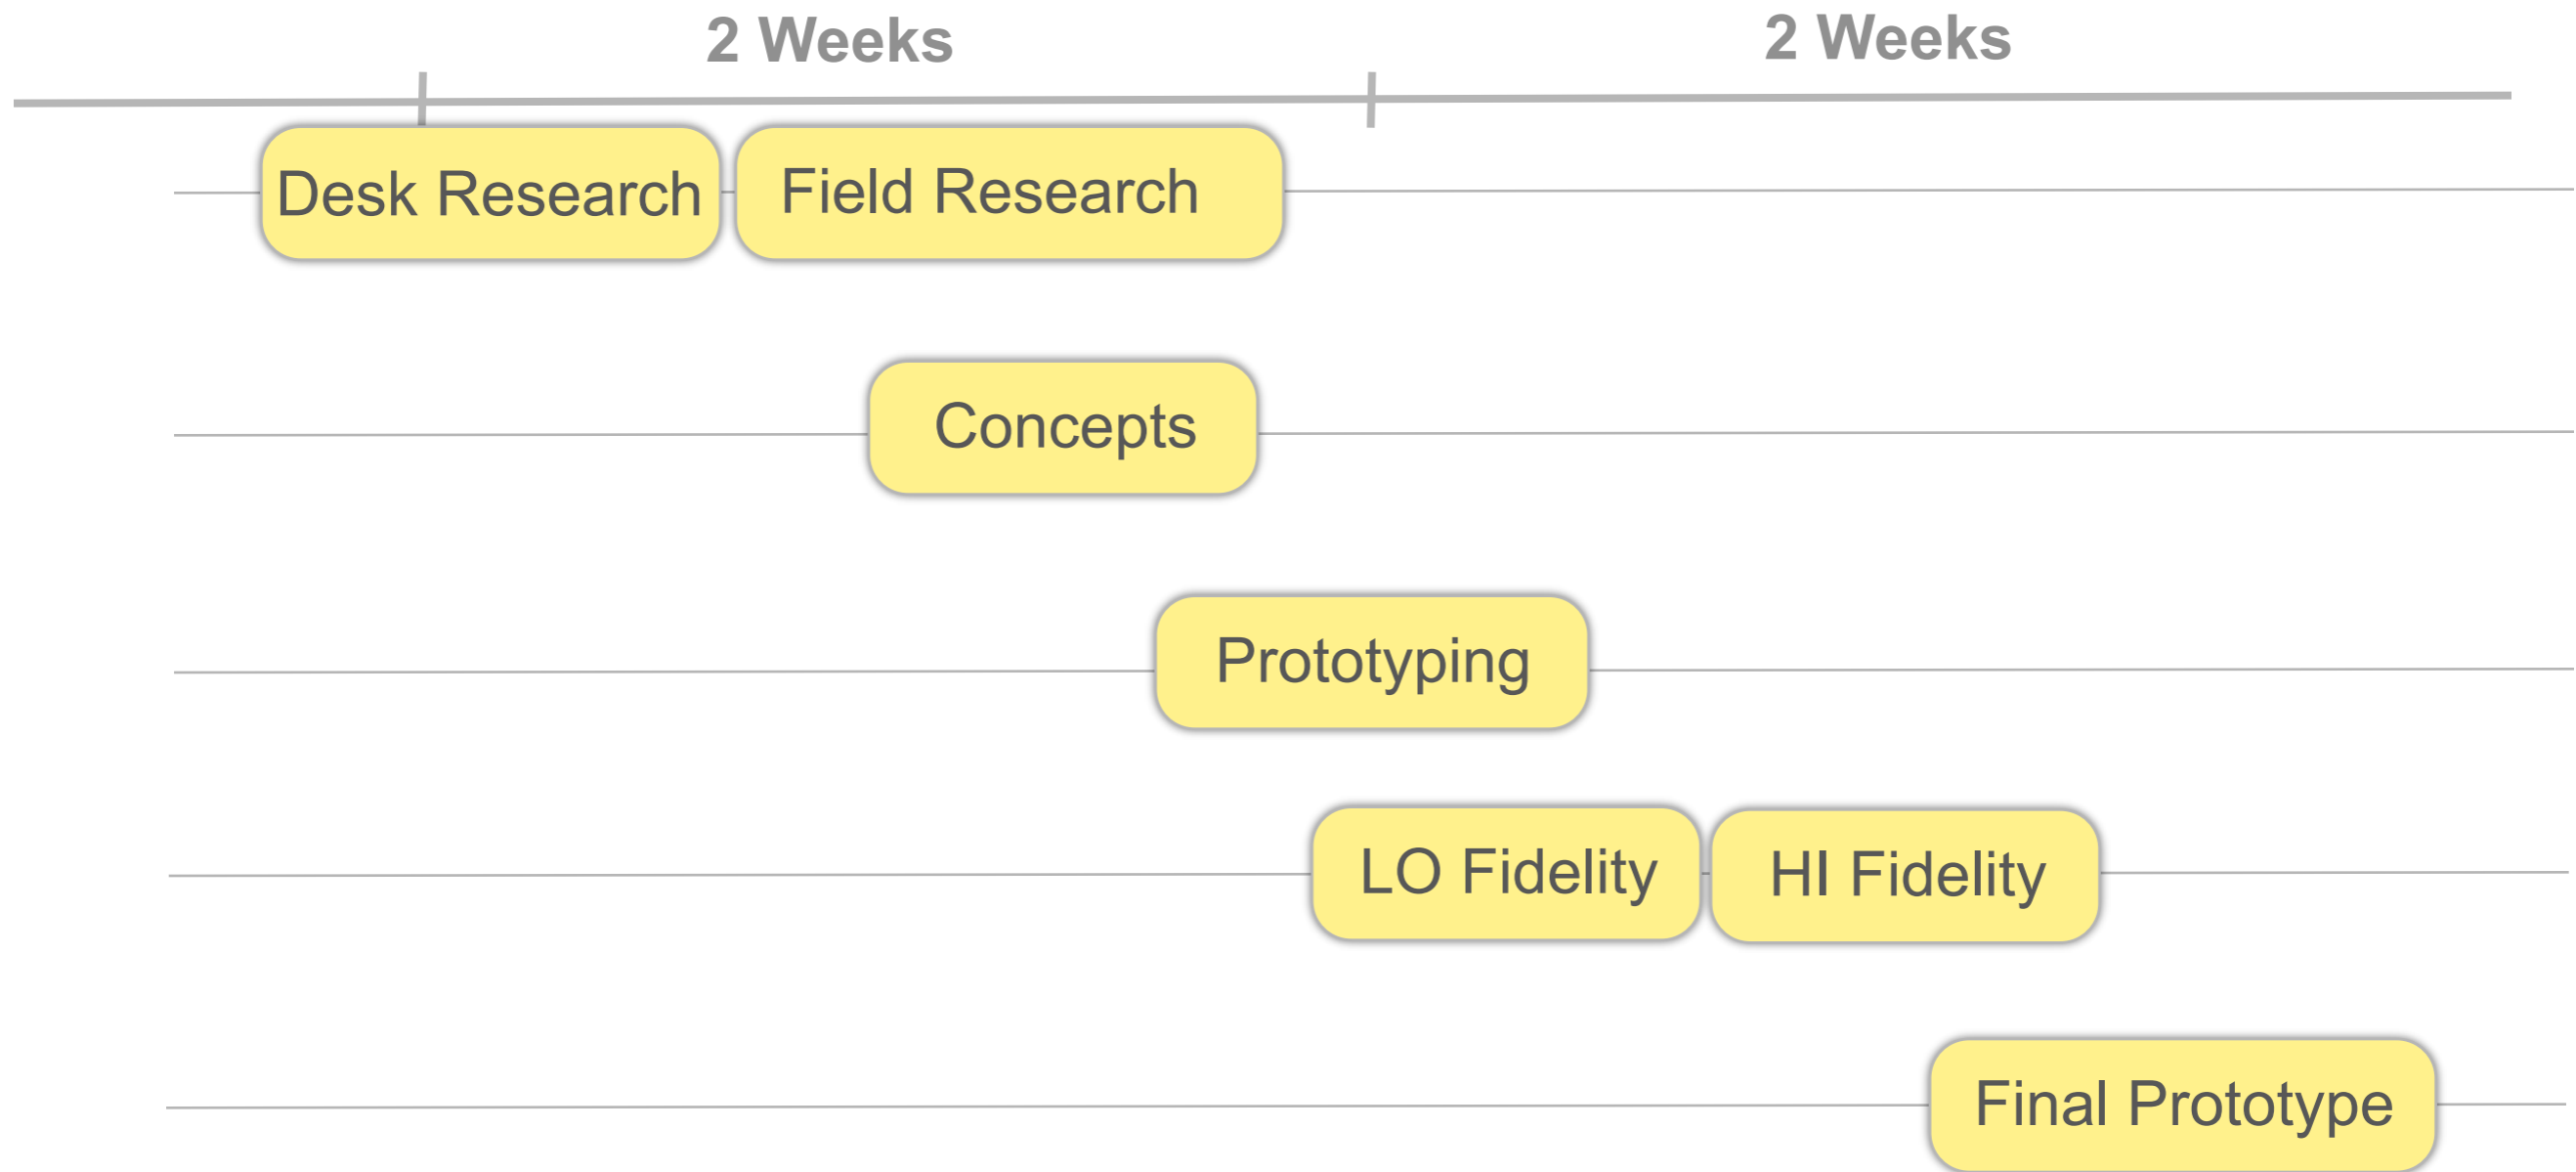 2 Weeks
2 Weeks
Desk Research
Field Research
Concepts
Prototyping
LO Fidelity
HI Fidelity
Final Prototype